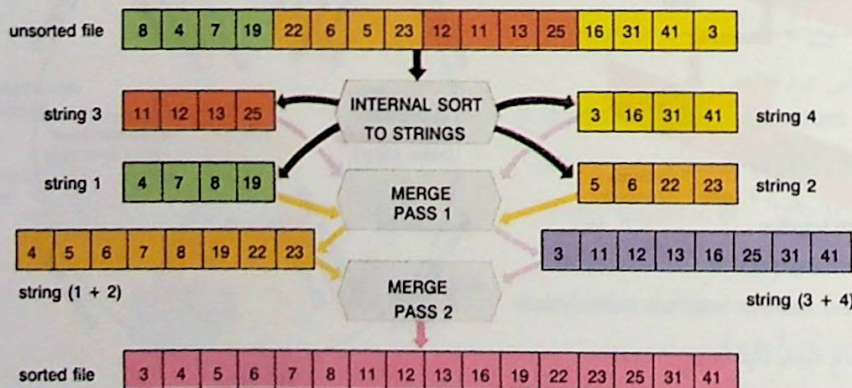 unsorted file 8 4 7 19 22 6 5 23 12 11 13 25 16 31 41 3
INTERNAL SORT
TO STRINGS
string 3 11 12 13 25
3 16 31 41 string 4
string 1 4 7 8 19
MERGE
PASS 1
5 6 22 23 string 2
4 5 6 7 8 19 22 23
string (1 + 2)
3 11 12 13 16 25 31 41
string (3 + 4)
MERGE
PASS 2
sorted file 3 4 5 6 7 8 11 12 13 16 19 22 23 25 31 41